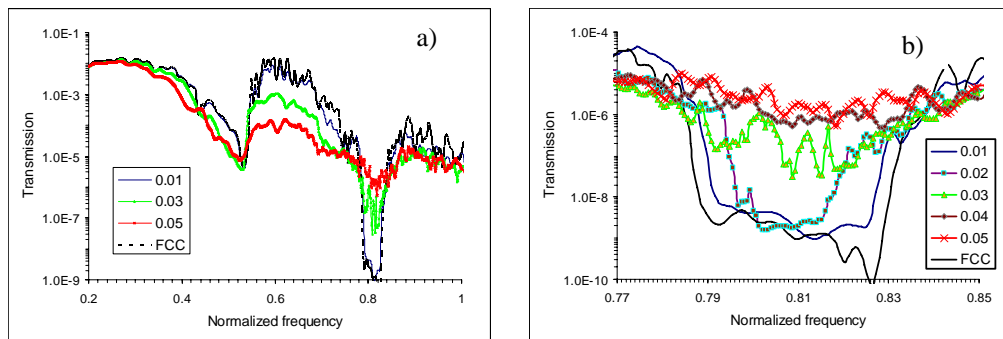 a)
1.0E-1
1.0E-3
1.0E-5
1.0E-7
1.0E-9
Transmission
0.01
0.03
0.05
FCC
0.2
0.4
0.6
0.8
1
Normalized frequency
b)
1.0E-4
1.0E-6
1.0E-8
1.0E-10
Transmission
0.01
0.02
0.03
0.04
0.05
FCC
0.77
0.79
0.81
0.83
0.85
Normalized frequency